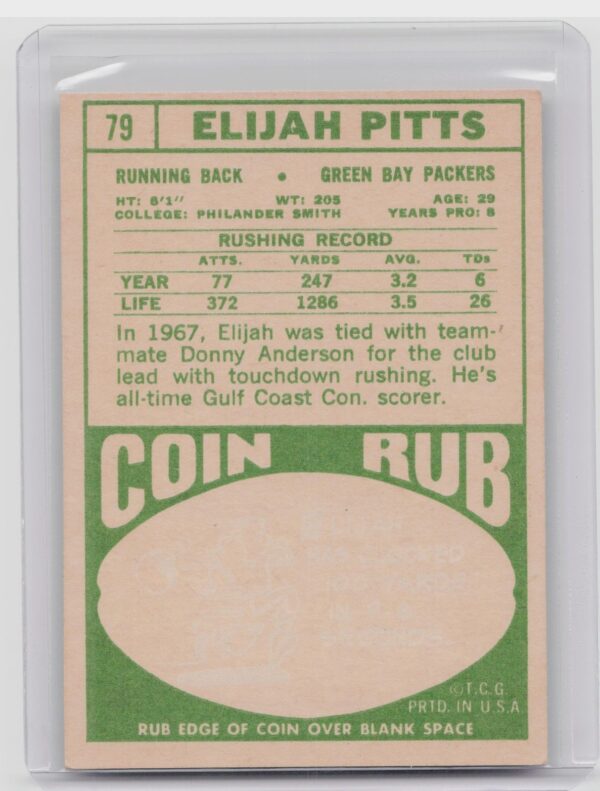 79 ELIJAH PITTS
RUNNING BACK • GREEN BAY PACKERS
HT: 6'1" WT: 205 AGE: 29
COLLEGE: PHILANDER SMITH YEARS PRO: 8
RUSHING RECORD
ATTS. YARDS AVG. TDs
YEAR 77 247 3.2 6
LIFE 372 1286 3.5 26
In 1967, Elijah was tied with team-
mate Donny Anderson for the club
lead with touchdown rushing. He's
all-time Gulf Coast Con. scorer.
COIN RUB
ELIJAH
YARDS
©T.C.G.
PRTD. IN U.S.A.
RUB EDGE OF COIN OVER BLANK SPACE